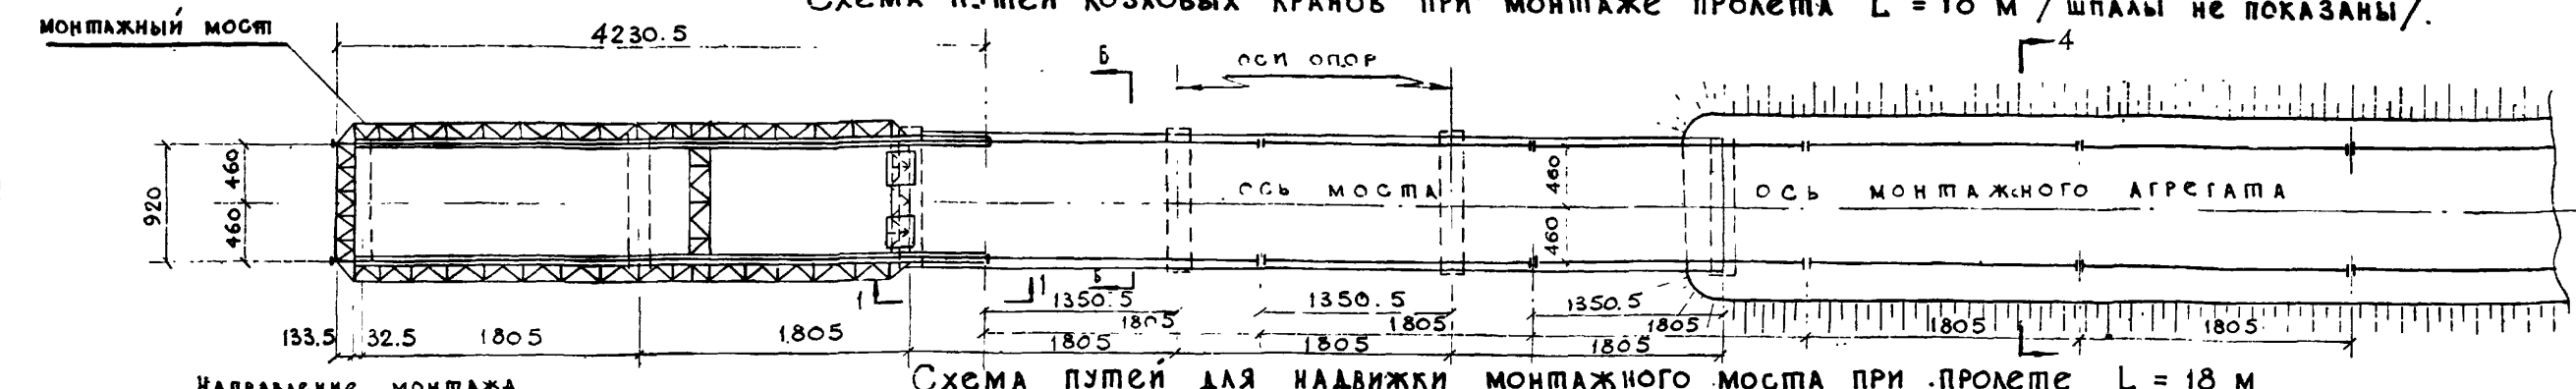 Схема путей козловых кранов при монтаже пролета L = 18 м /шпалы не показаны/.
монтажный мост
4230.5
Б
оси опор
4
920
460
460
460
460
ось моста
ось монтажного агрегата
1
1
Б
1350.5
1350.5
1350.5
1805
1805
1805
1805
1805
133.5
32.5
1805
1805
1805
1805
1805
Направление монтажа
Схема путей для надвижки монтажного моста при пролете L = 18 м